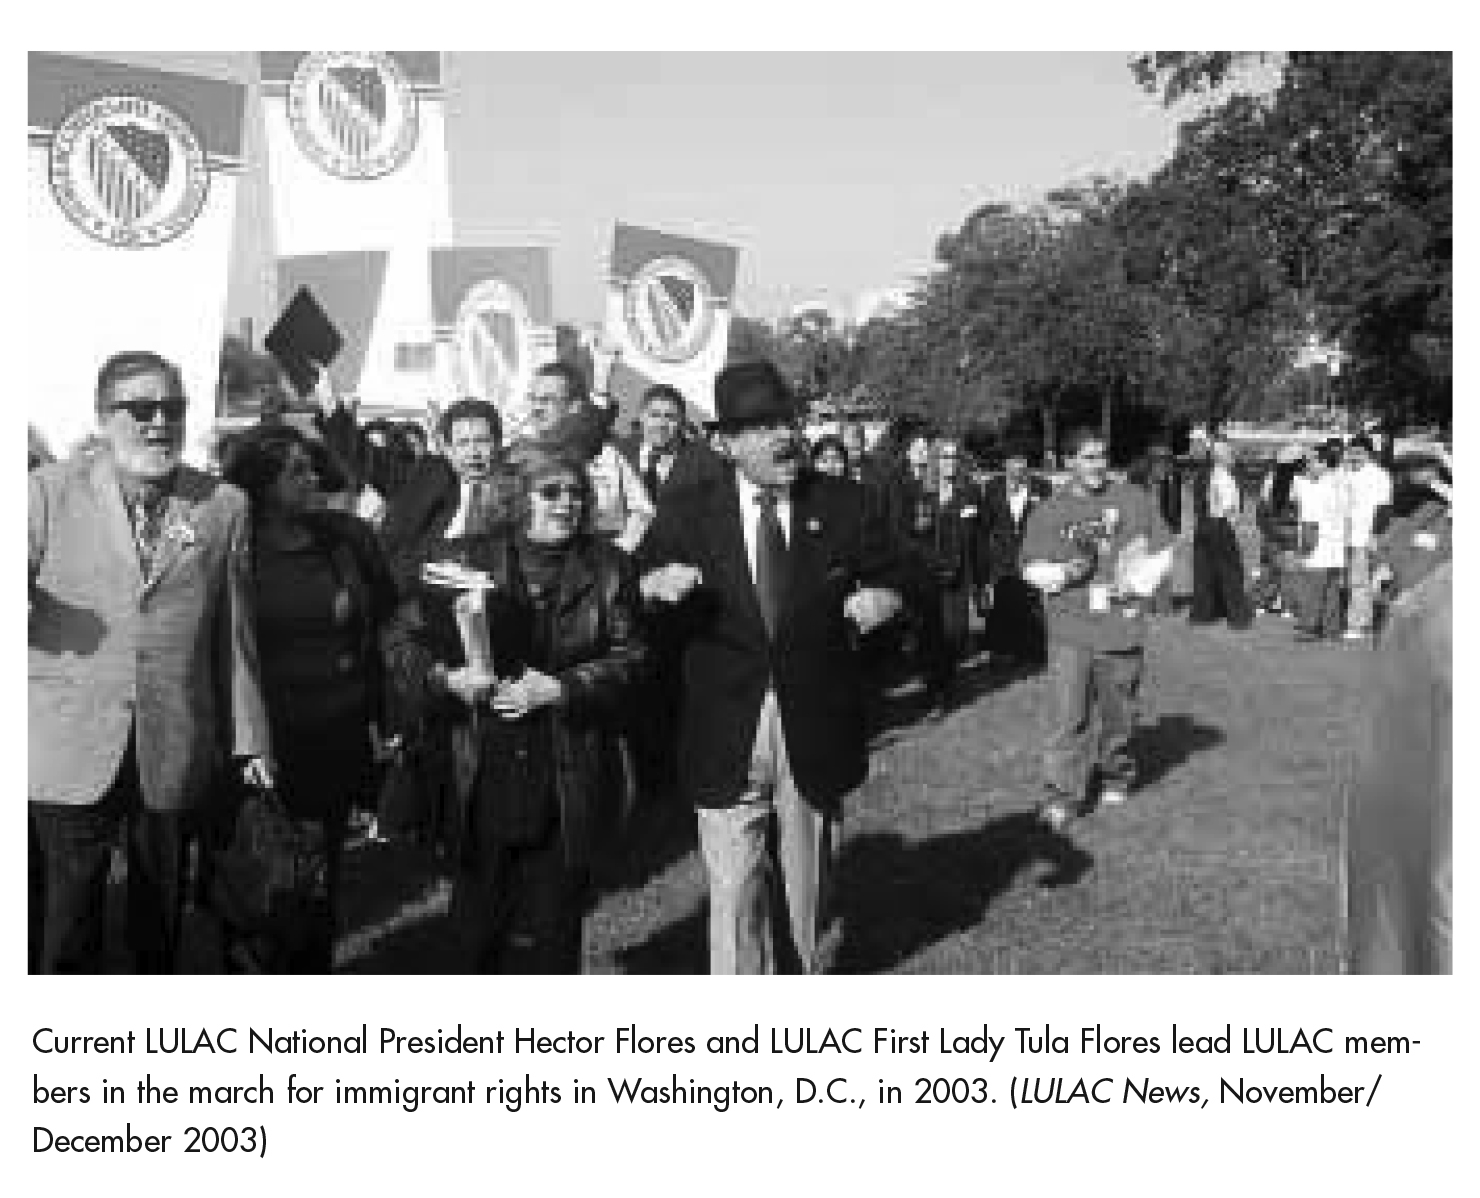 Current LULAC National President Hector Flores and LULAC First Lady Tula Flores lead LULAC mem-
bers in the march for immigrant rights in Washington, D.C., in 2003. (LULAC News, November/
December 2003)